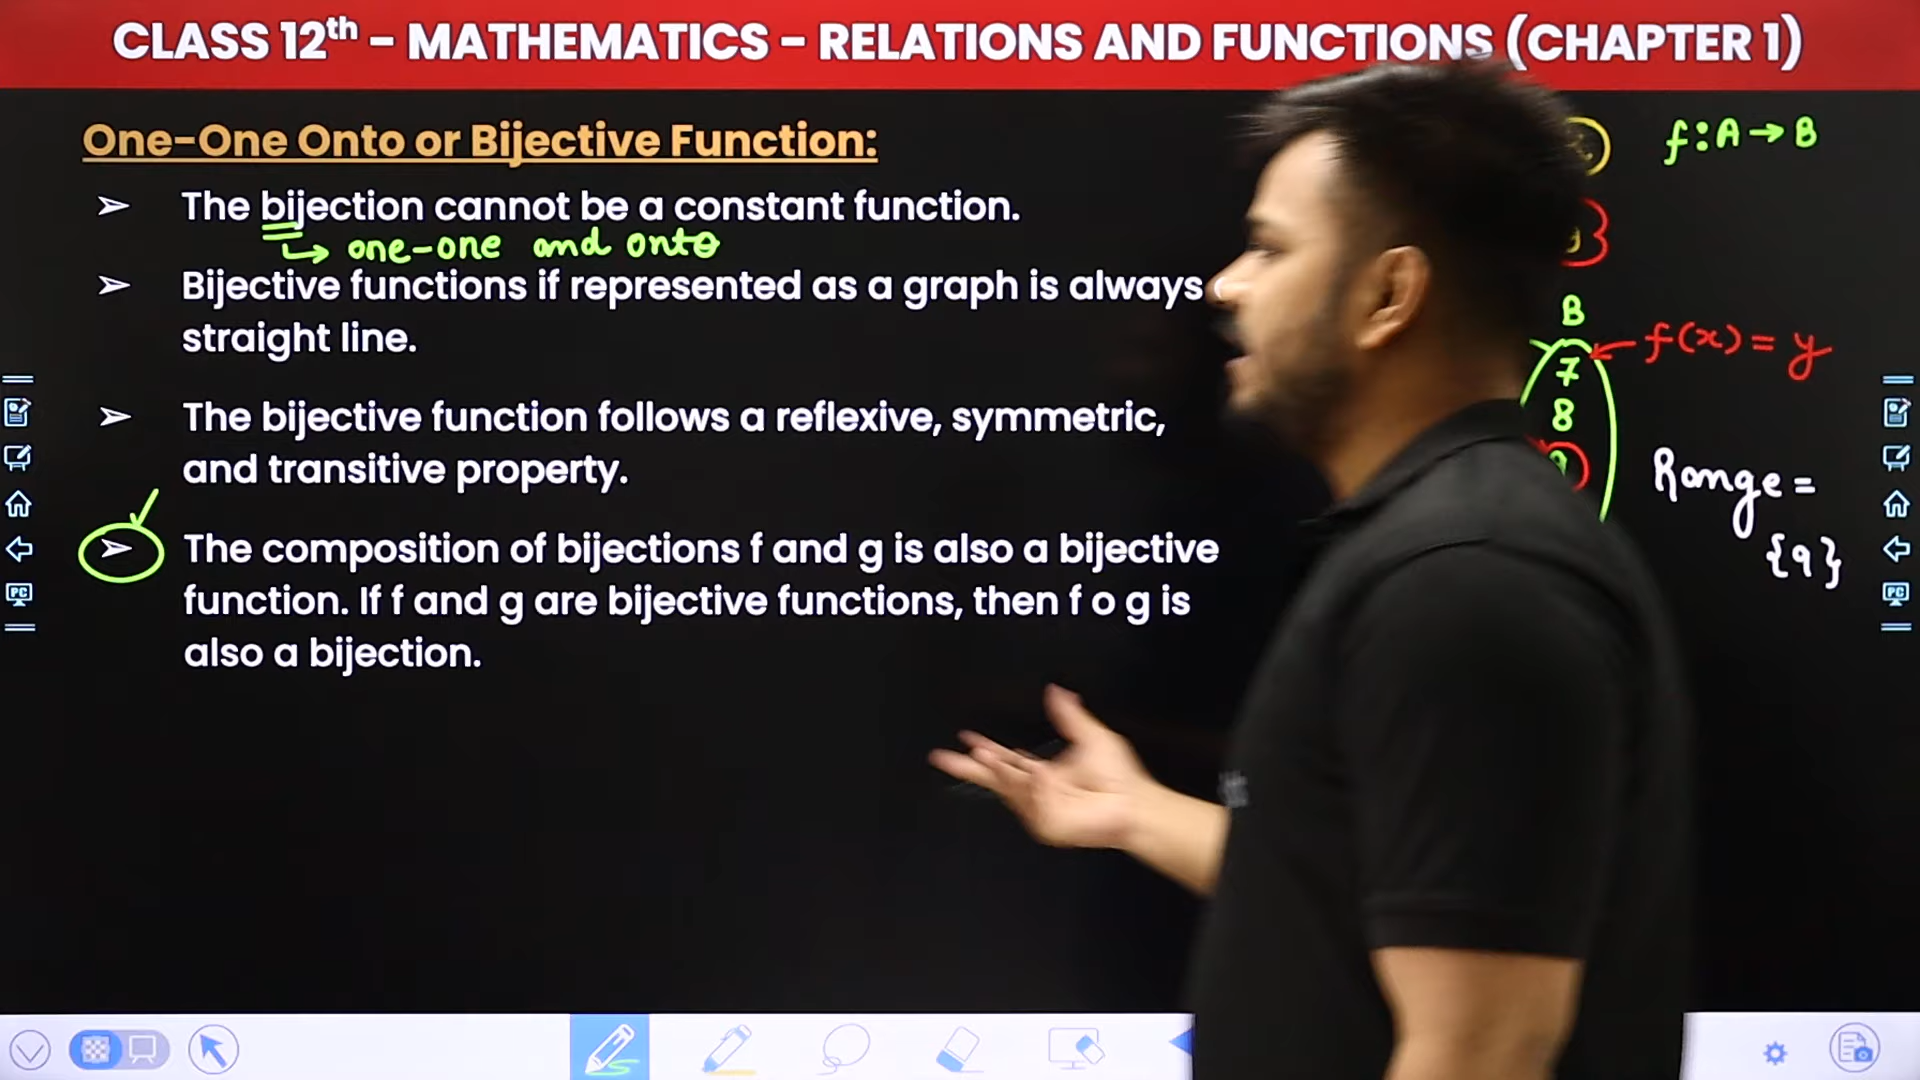 CLASS 12th - MATHEMATICS - RELATIONS AND FUNCTIONS (CHAPTER 1)
One-One Onto or Bijective Function:
➢ The bijection cannot be a constant function.
↳ one-one and onto
➢ Bijective functions if represented as a graph is always
straight line.
➢ The bijective function follows a reflexive, symmetric,
and transitive property.
➢ The composition of bijections f and g is also a bijective
function. If f and g are bijective functions, then f o g is
also a bijection.
f:A→B
B
f(x) = y
7
8
9
Range =
{9}
PC
PC